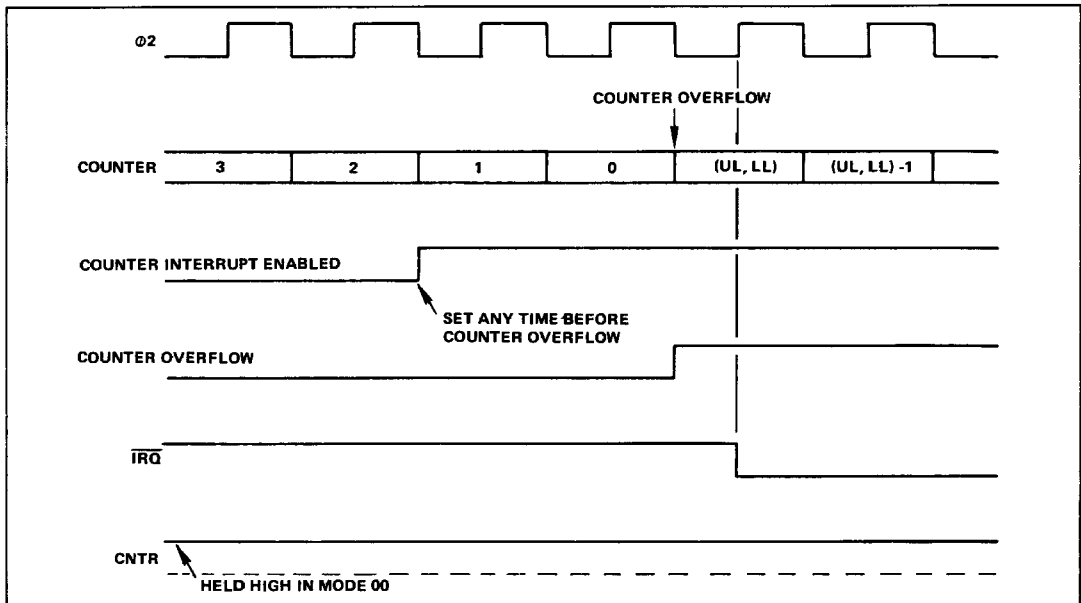 Ø2
COUNTER OVERFLOW
COUNTER
3
2
1
0
(UL, LL)
(UL, LL) -1
COUNTER INTERRUPT ENABLED
SET ANY TIME BEFORE
COUNTER OVERFLOW
COUNTER OVERFLOW
IRQ
CNTR
HELD HIGH IN MODE 00